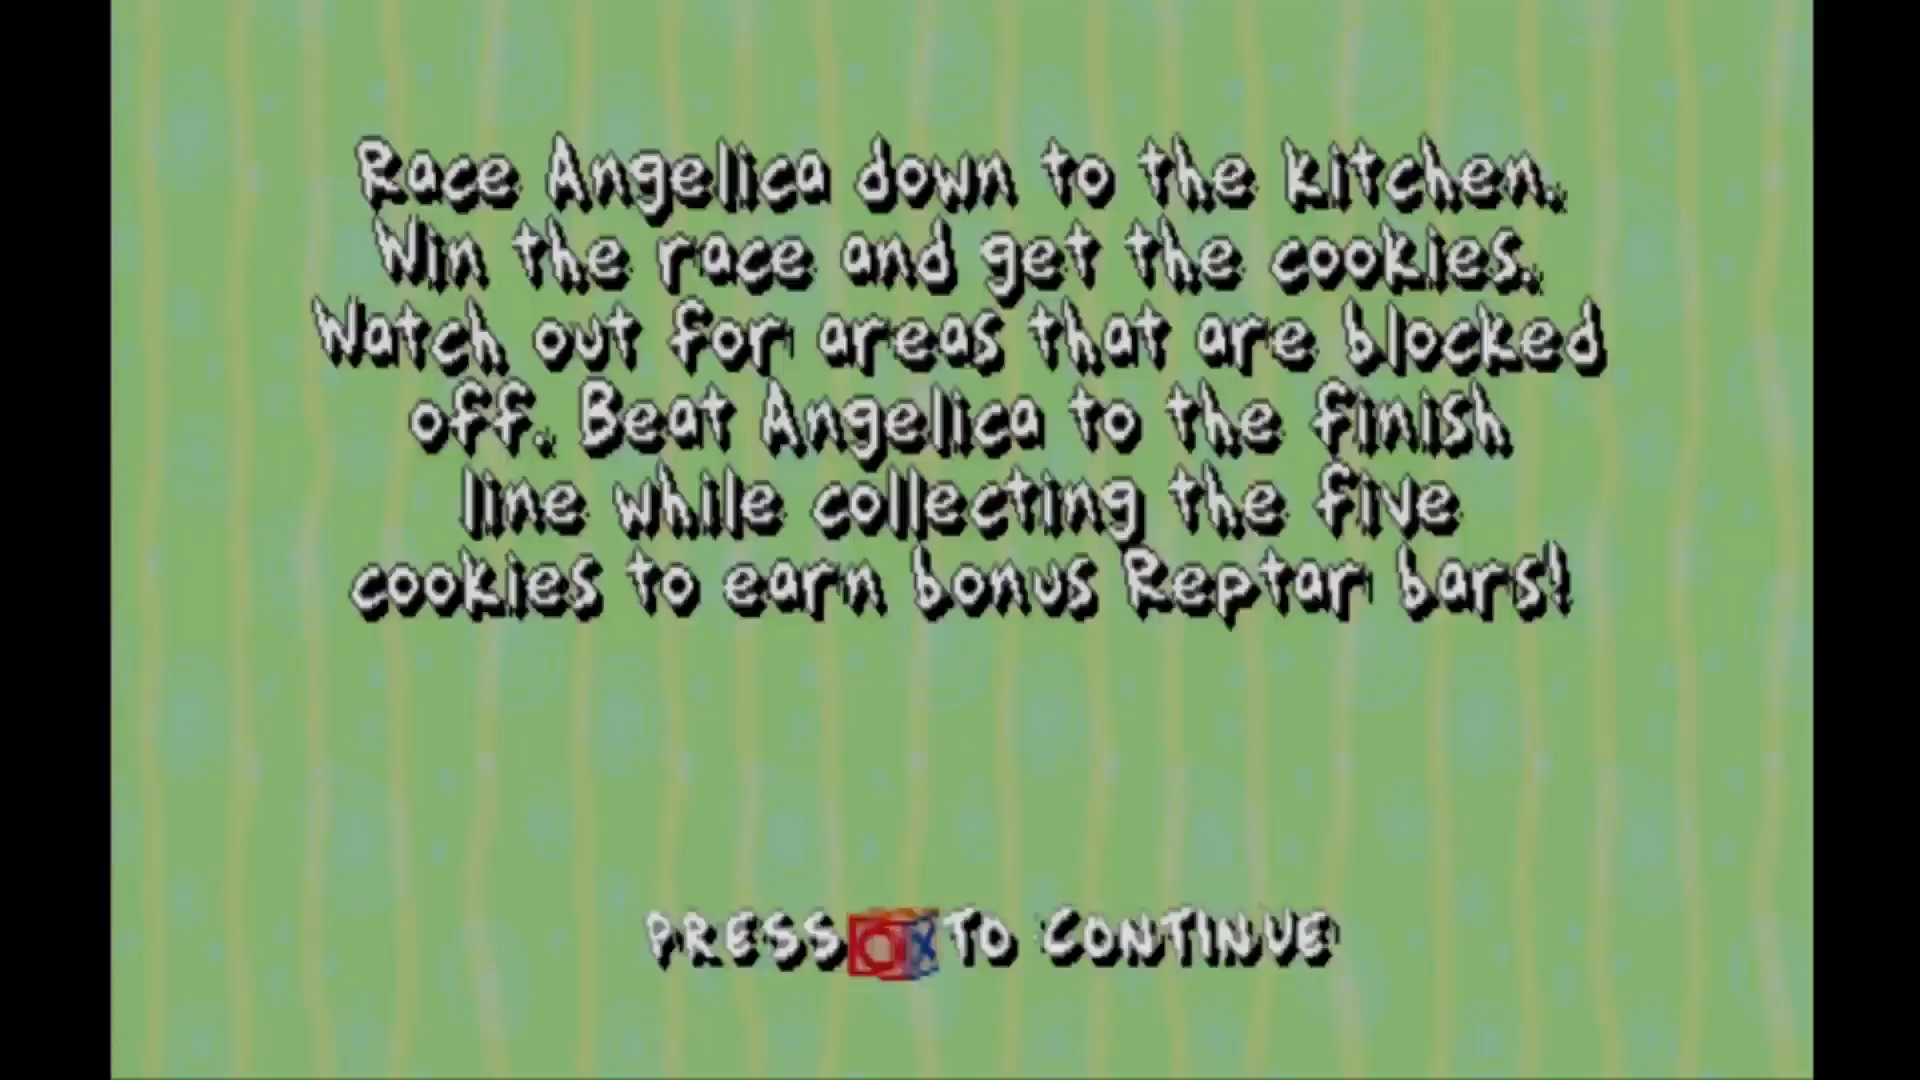 Race Angelica down to the kitchen.
Win the race and get the cookies.
Watch out for areas that are blocked
off. Beat Angelica to the finish
line while collecting the five
cookies to earn bonus Reptar bars!
PRESS O X TO CONTINUE